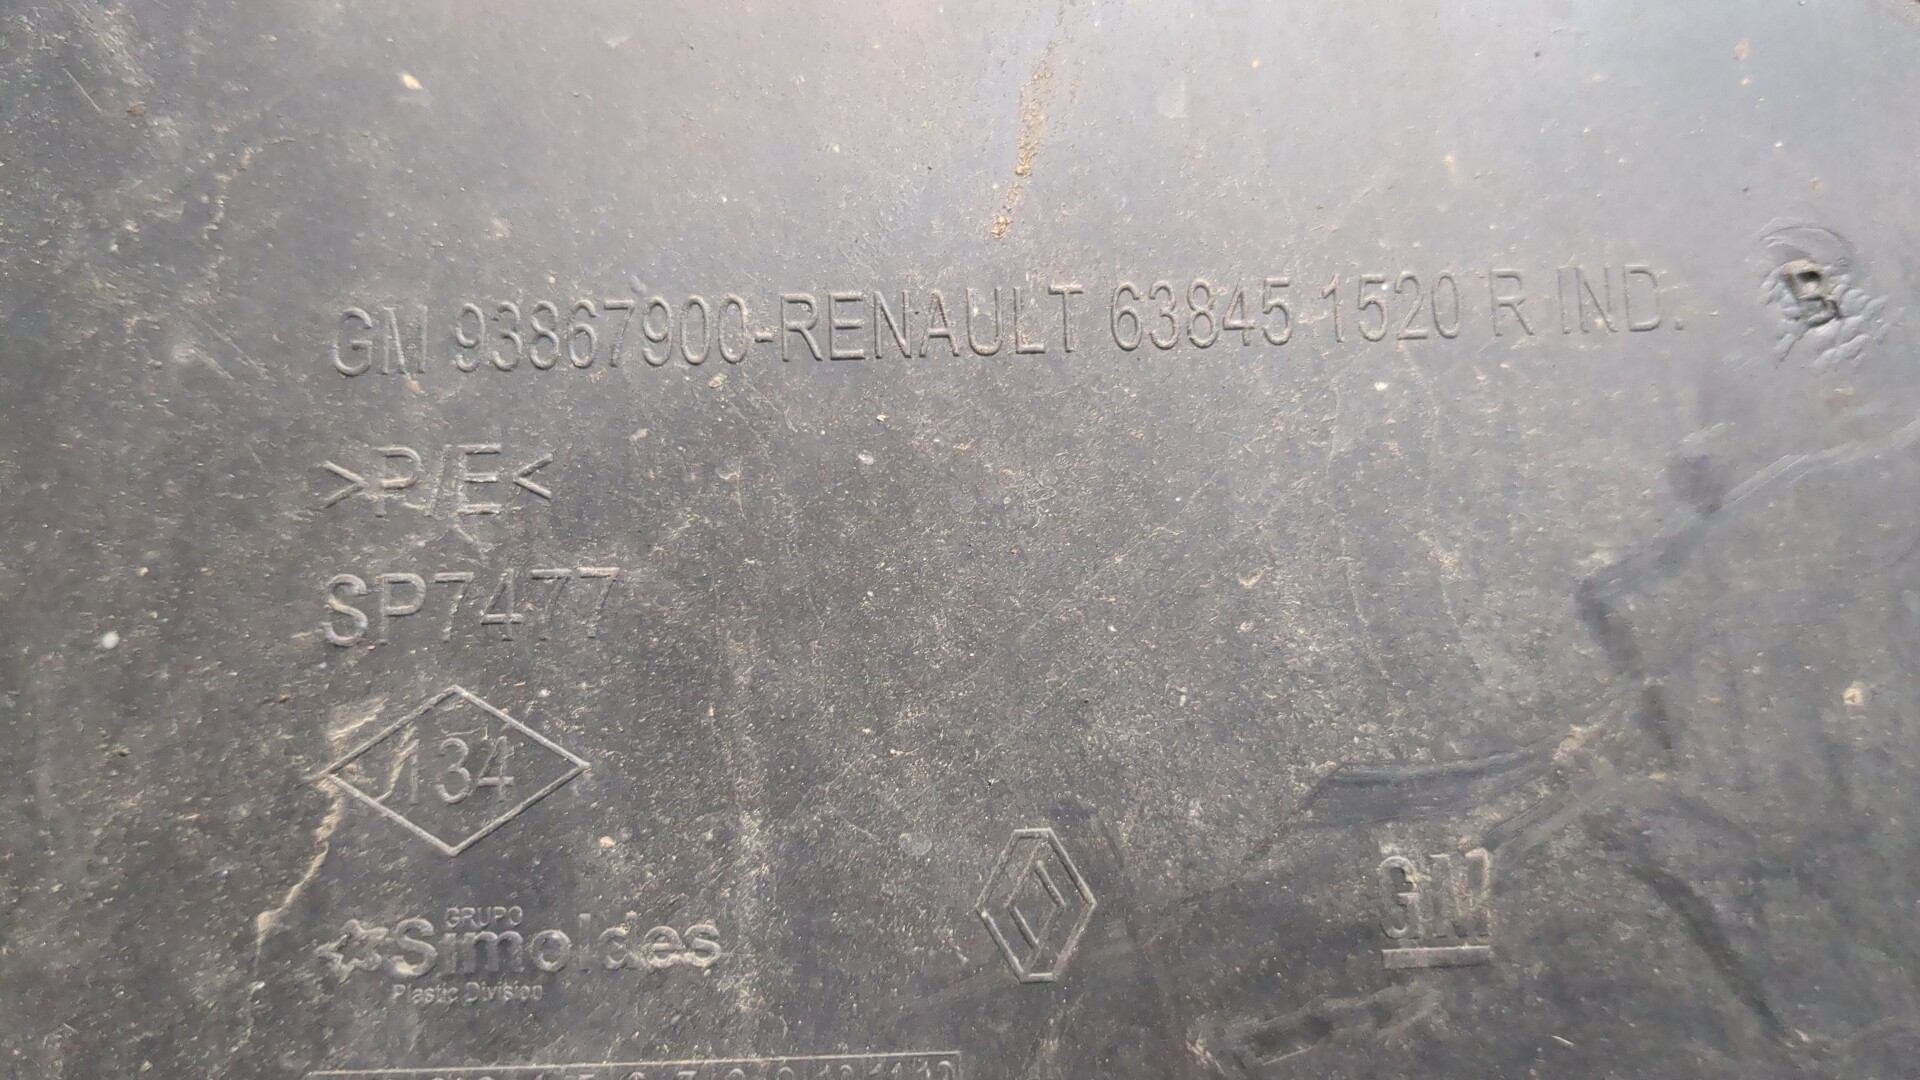 GM 93867900-RENAULT 63845 1520 R IND. B
>P/E<
SP7477
134
GRUPO
Simoldes
Plastic Division
GM